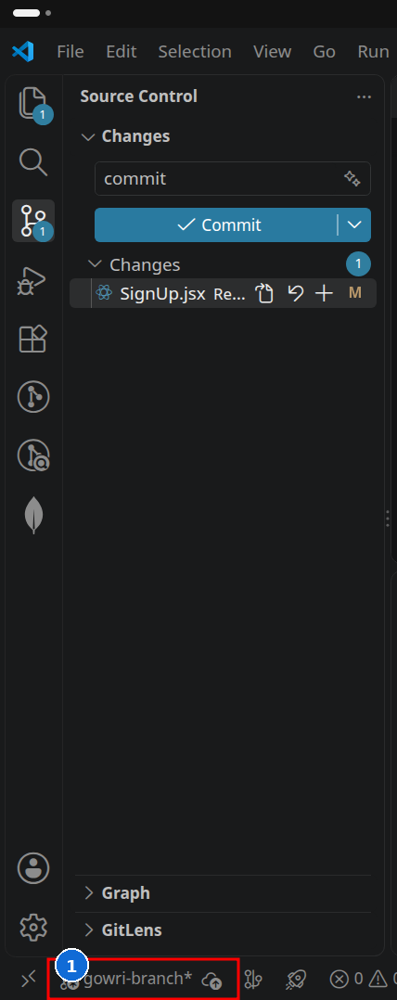 File Edit Selection View Go Run
Source Control
1
Changes
commit
1
Commit
Changes 1
SignUp.jsx Re... M
Graph
GitLens
1
gowri-branch* 0